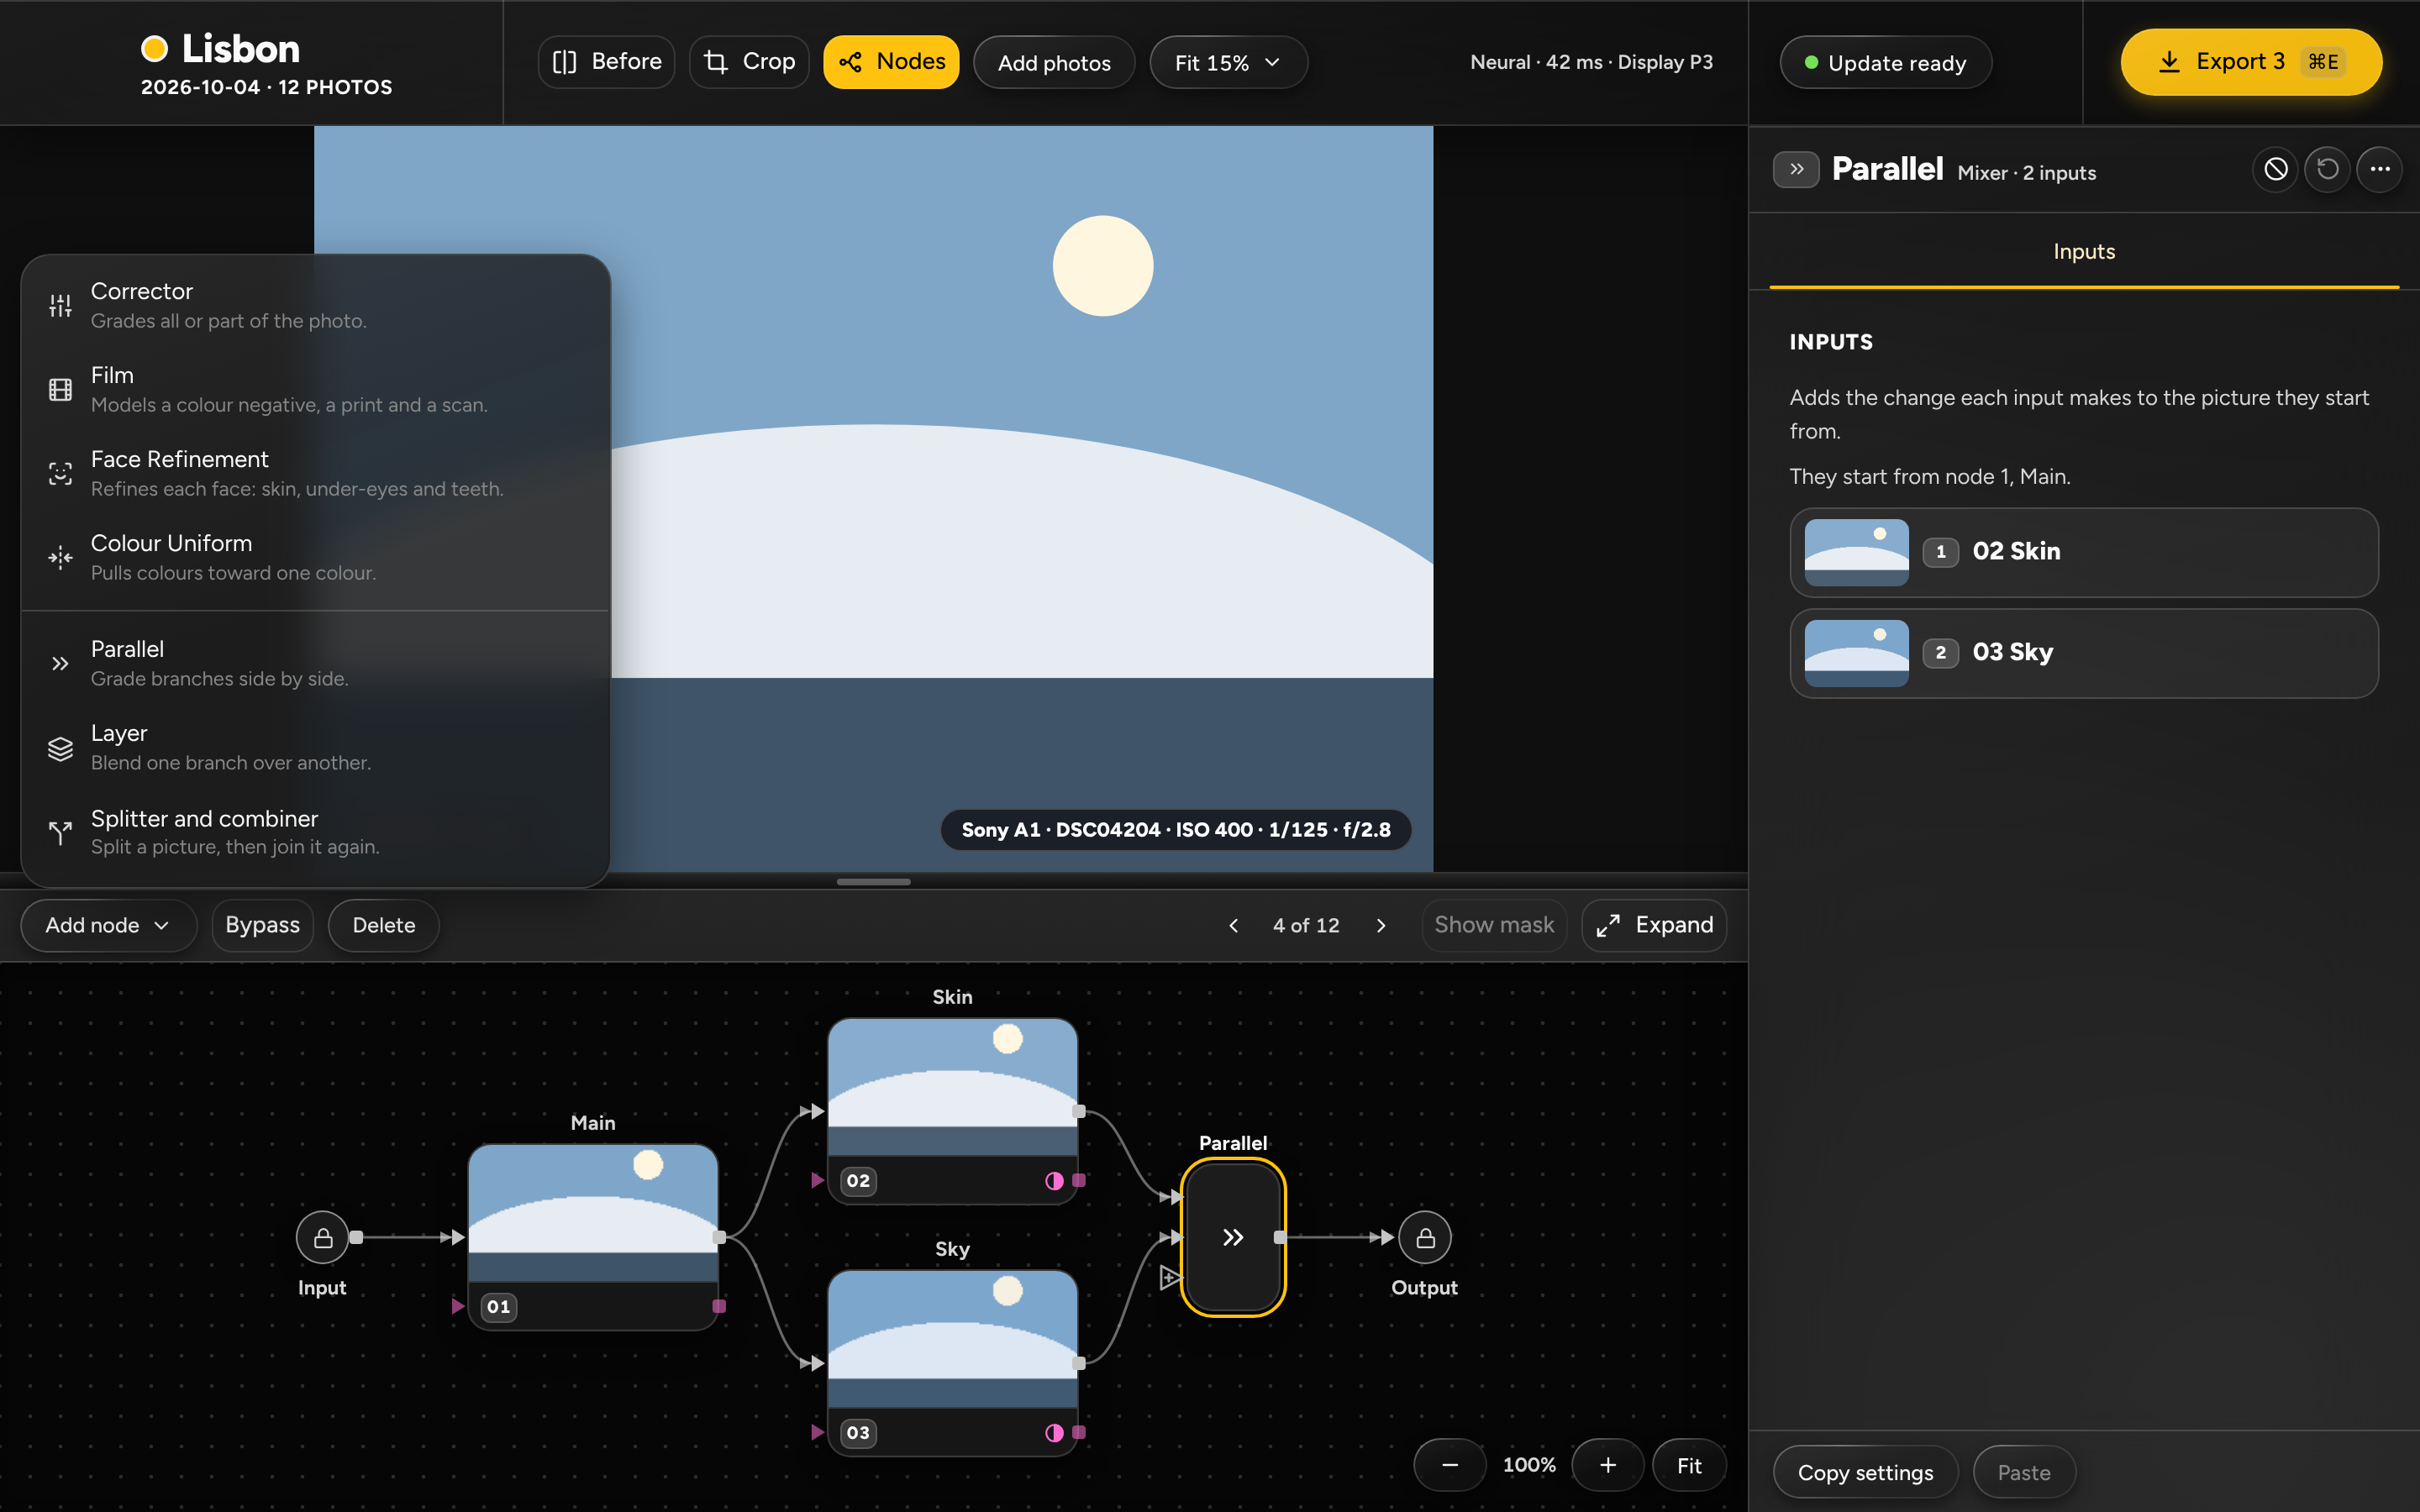 Lisbon
2026-10-04 · 12 PHOTOS
Before
Crop
Nodes
Add photos
Fit 15%
Neural · 42 ms · Display P3
Update ready
Export 3 ⌘E
Corrector
Grades all or part of the photo.
Film
Models a colour negative, a print and a scan.
Face Refinement
Refines each face: skin, under-eyes and teeth.
Colour Uniform
Pulls colours toward one colour.
Parallel
Grade branches side by side.
Layer
Blend one branch over another.
Splitter and combiner
Split a picture, then join it again.
Sony A1 · DSC04204 · ISO 400 · 1/125 · f/2.8
Add node
Bypass
Delete
4 of 12
Show mask
Expand
Skin
02
Main
01
Sky
03
Parallel
Input
Output
100%
Fit
Parallel Mixer · 2 inputs
Inputs
INPUTS
Adds the change each input makes to the picture they start
from.
They start from node 1, Main.
1 02 Skin
2 03 Sky
Copy settings
Paste